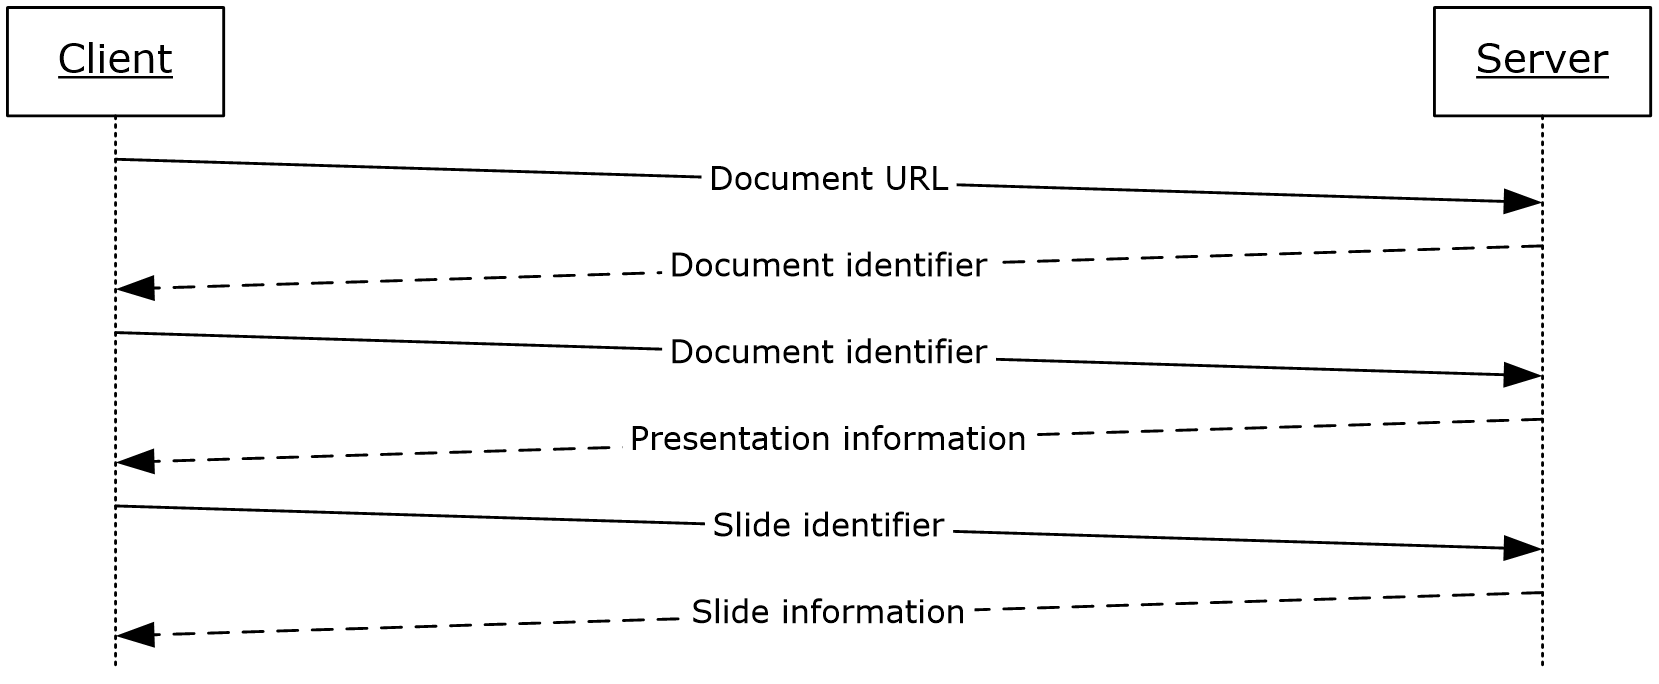 Client
Server
Document URL
Document identifier
Document identifier
Presentation information
Slide identifier
Slide information